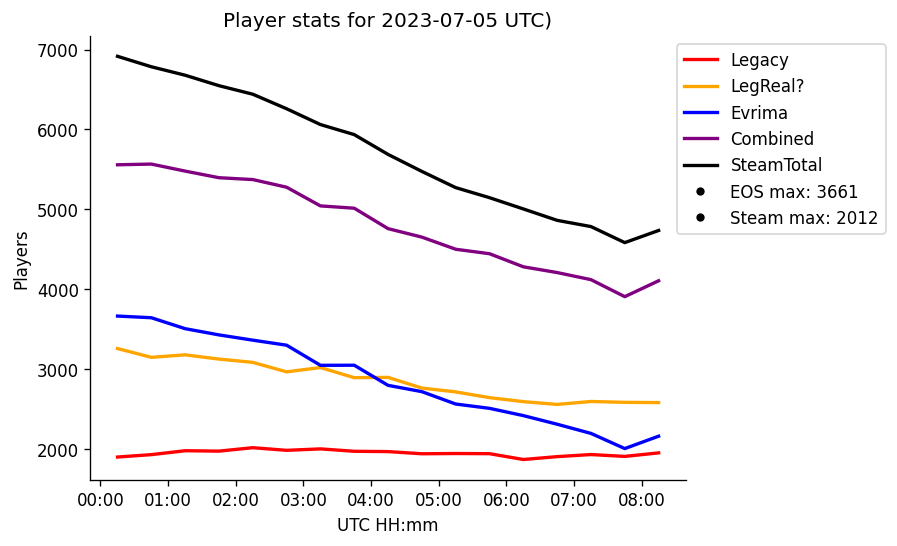 Player stats for 2023-07-05 UTC)
7000
6000
5000
4000
3000
2000
Players
00:00 01:00 02:00 03:00 04:00 05:00 06:00 07:00 08:00
UTC HH:mm
Legacy
LegReal?
Evrima
Combined
SteamTotal
EOS max: 3661
Steam max: 2012